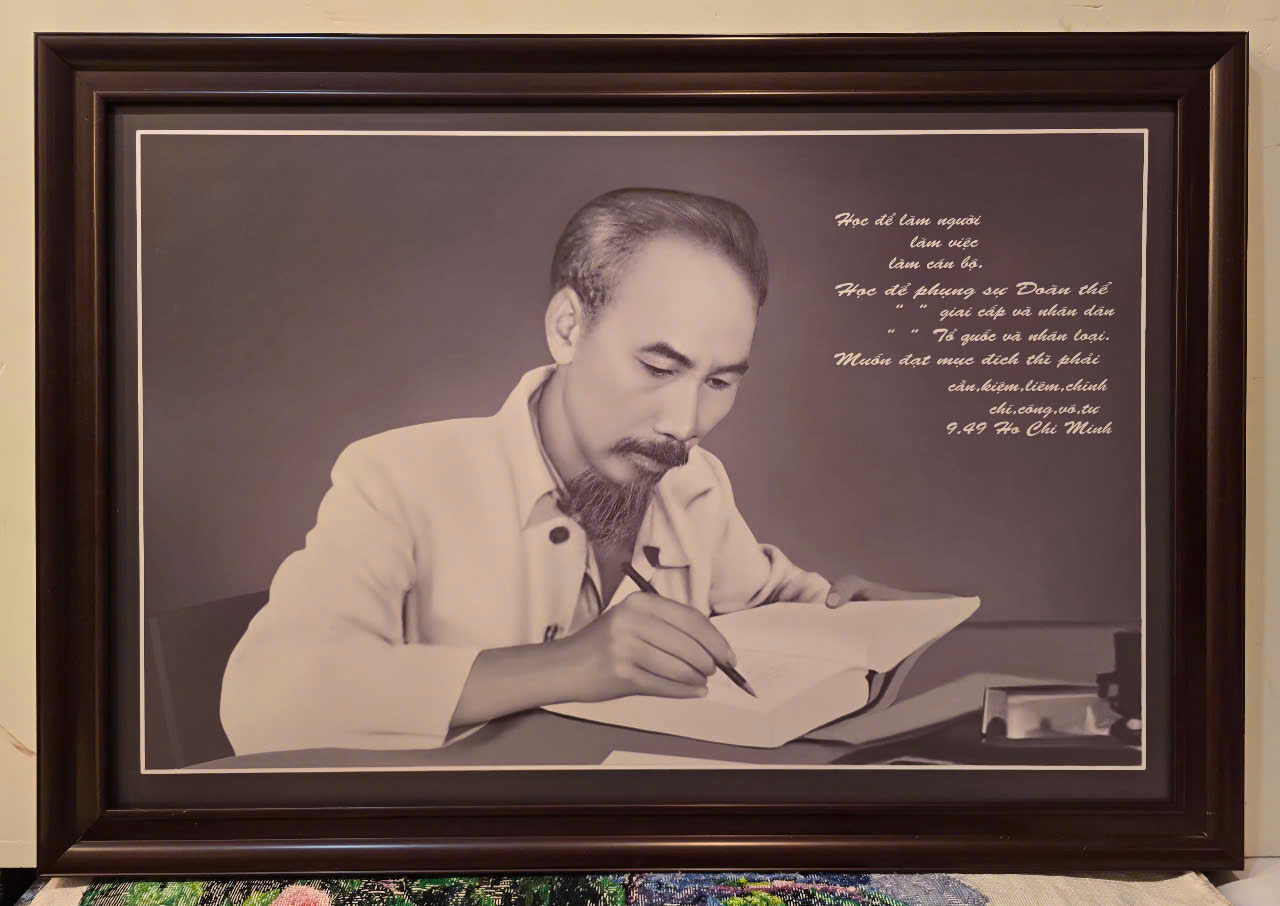 Học để làm người
làm việc
làm cán bộ.
Học để phụng sự Đoàn thể
" " giai cấp và nhân dân
" " Tổ quốc và nhân loại.
Muốn đạt mục đích thì phải
cần,kiệm,liêm,chính
chí,công,vô,tư
9.49 Ho Chi Minh